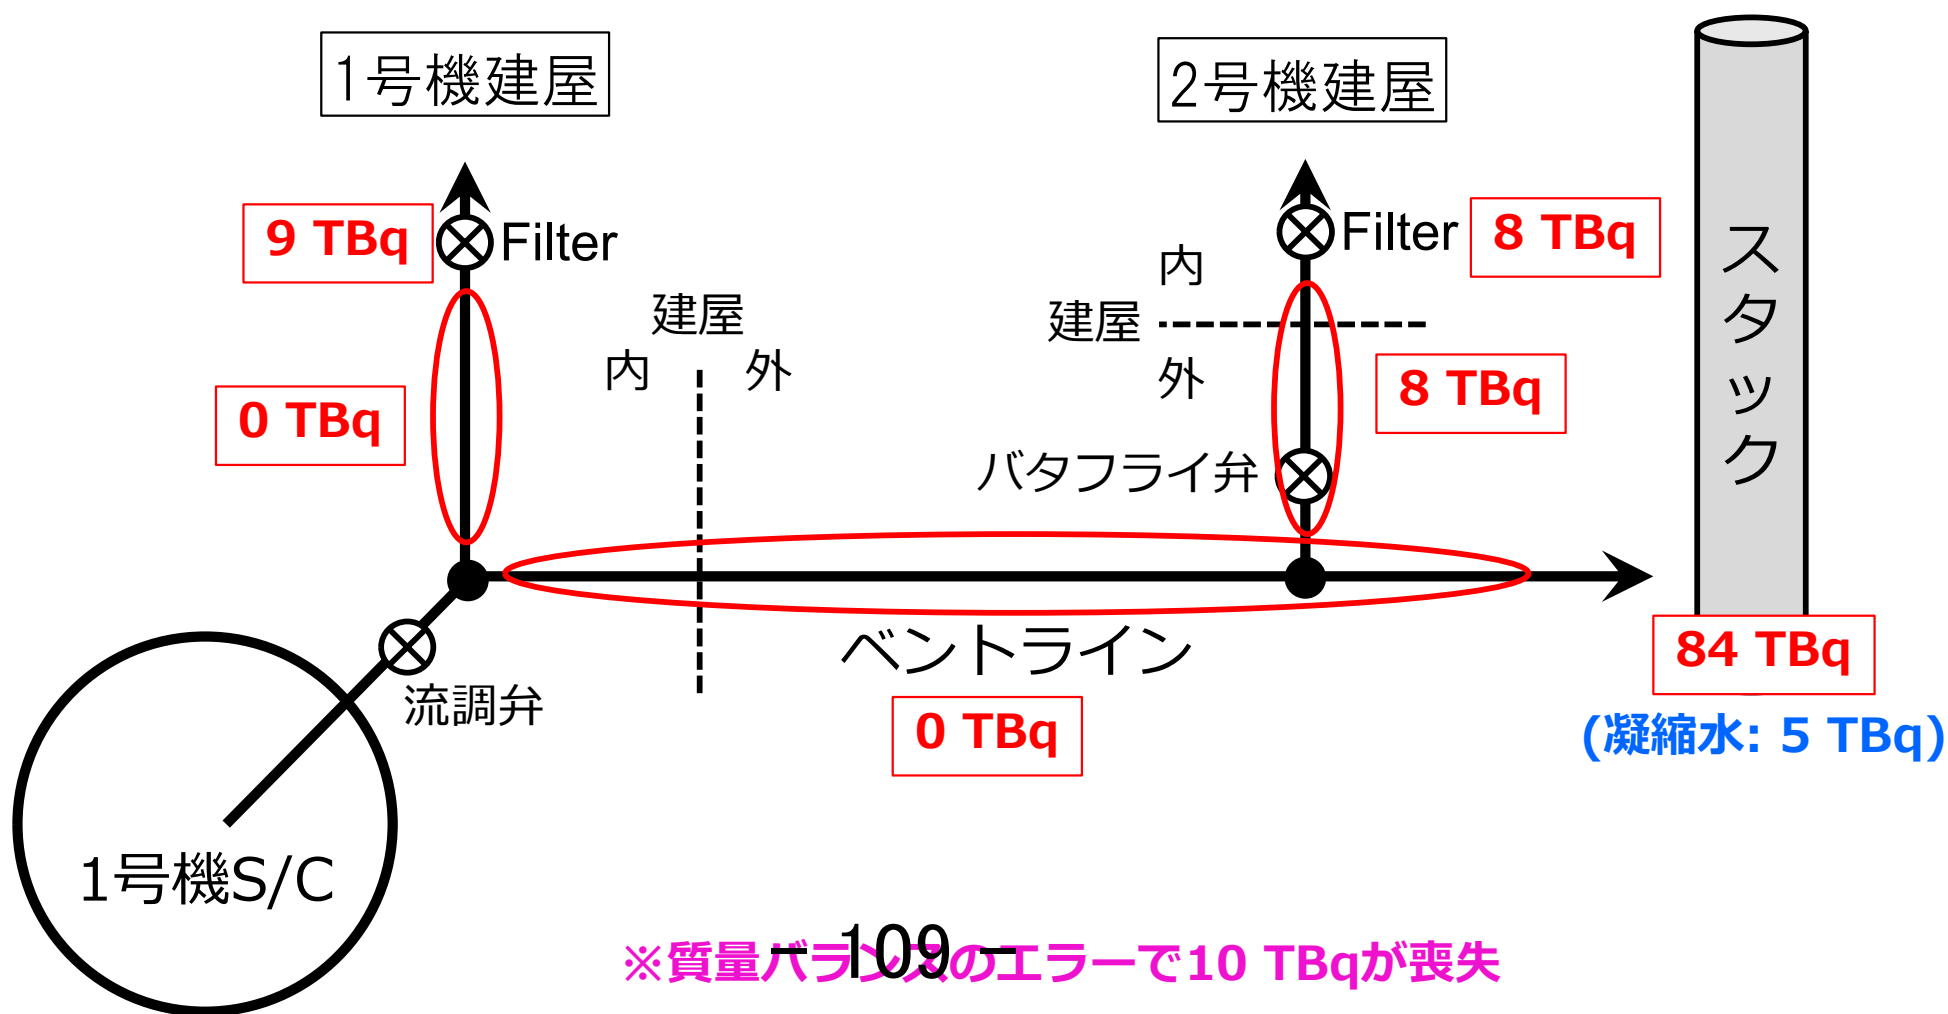 1号機建屋
2号機建屋
9 TBq
Filter
Filter
8 TBq
スタック
内
建屋
外
建屋
内 外
0 TBq
8 TBq
バタフライ弁
ベントライン
流調弁
0 TBq
84 TBq
(凝縮水: 5 TBq)
1号機S/C
※質量バランスのエラーで10 TBqが喪失
- 109 -